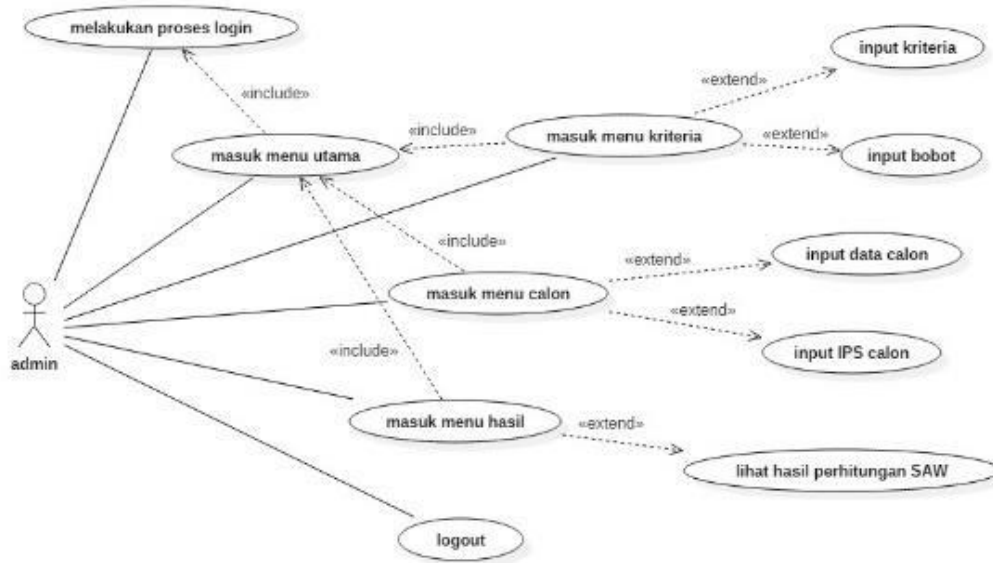 melakukan proses login
input kriteria
«extend»
«include»
«include»
masuk menu kriteria
«extend»
masuk menu utama
input bobot
«include»
input data calon
«extend»
masuk menu calon
«extend»
admin
«include»
input IPS calon
masuk menu hasil
«extend»
lihat hasil perhitungan SAW
logout